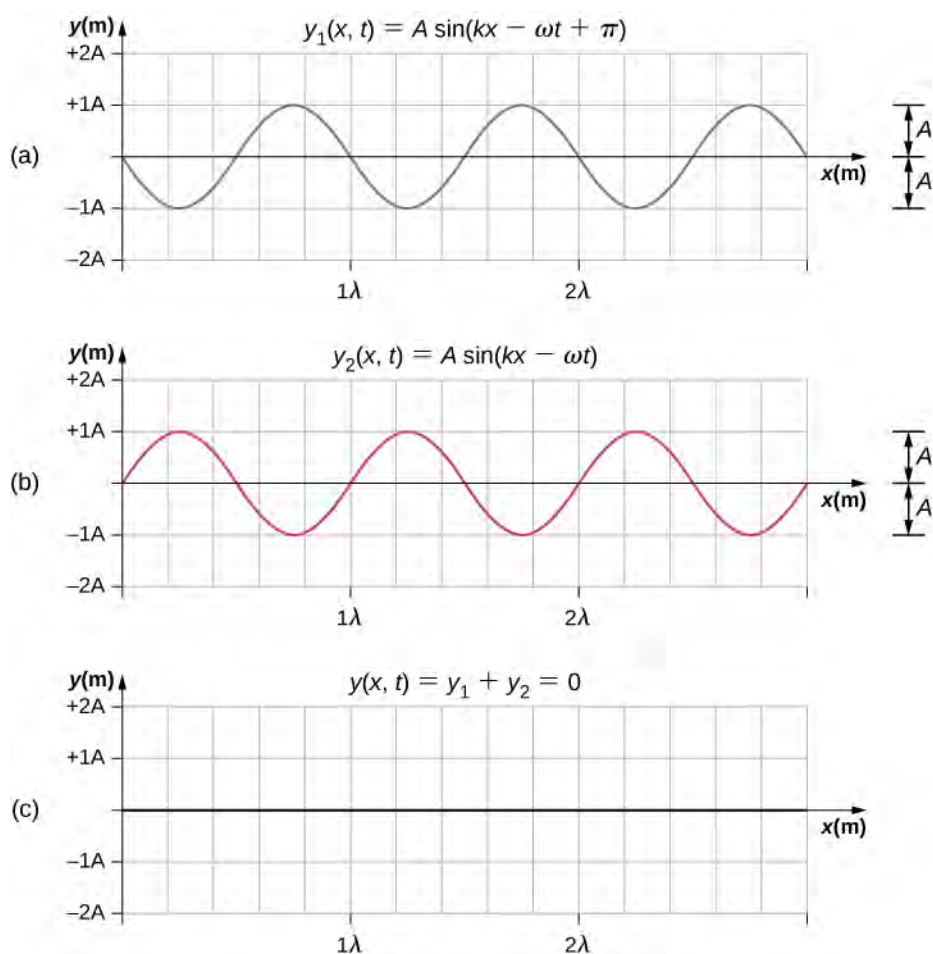 y(m)
y₁(x, t) = A sin(kx − ωt + π)
+2A
+1A
A
(a)
x(m)
A
−1A
−2A
1λ
2λ
y(m)
y₂(x, t) = A sin(kx − ωt)
+2A
+1A
A
(b)
x(m)
A
−1A
−2A
1λ
2λ
y(m)
y(x, t) = y₁ + y₂ = 0
+2A
+1A
(c)
x(m)
−1A
−2A
1λ
2λ